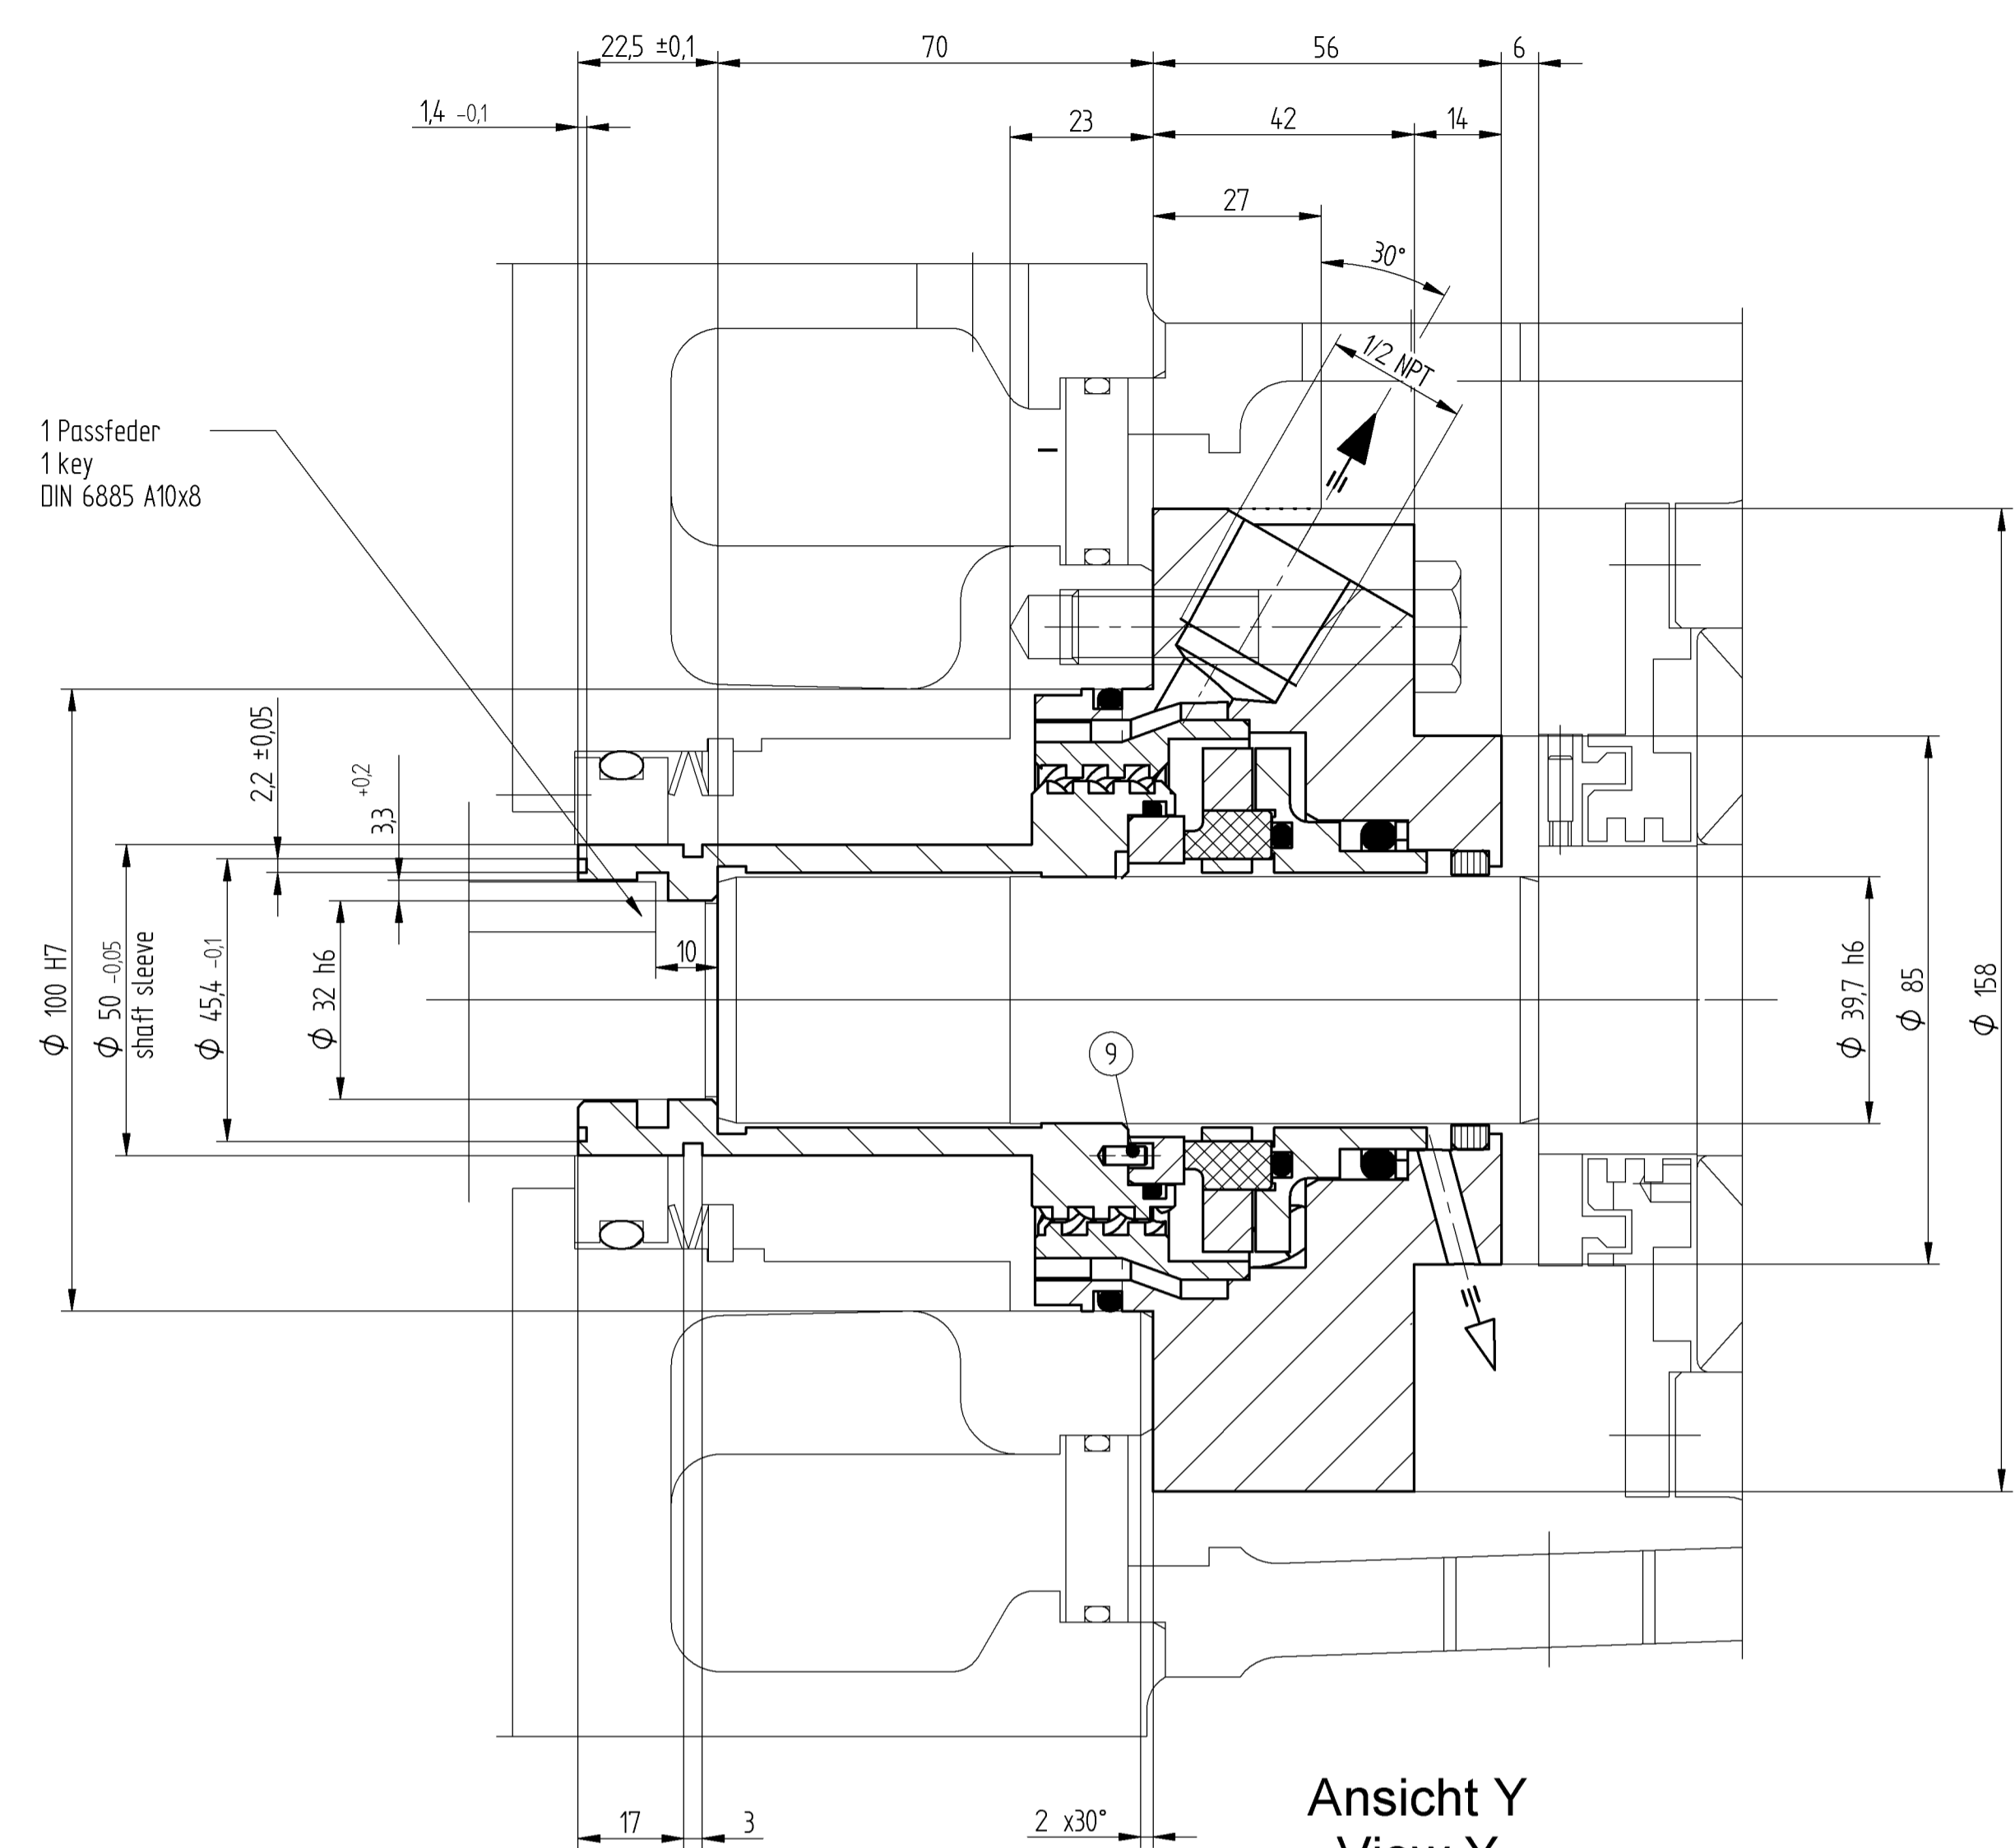 22,5 ±0,1
70
56
6
1,4 -0,1
23
42
14
27
30°
1/2 NPT
1 Passfeder
1 key
DIN 6885 A10x8
2,2 ±0,05
3,3 +0,2
10
ϕ 100 H7
ϕ 50 -0,05
shaft sleeve
ϕ 45,4 -0,1
ϕ 32 h6
9
ϕ 39,7 h6
ϕ 85
ϕ 158
17
3
2 x30°
Ansicht Y
View Y